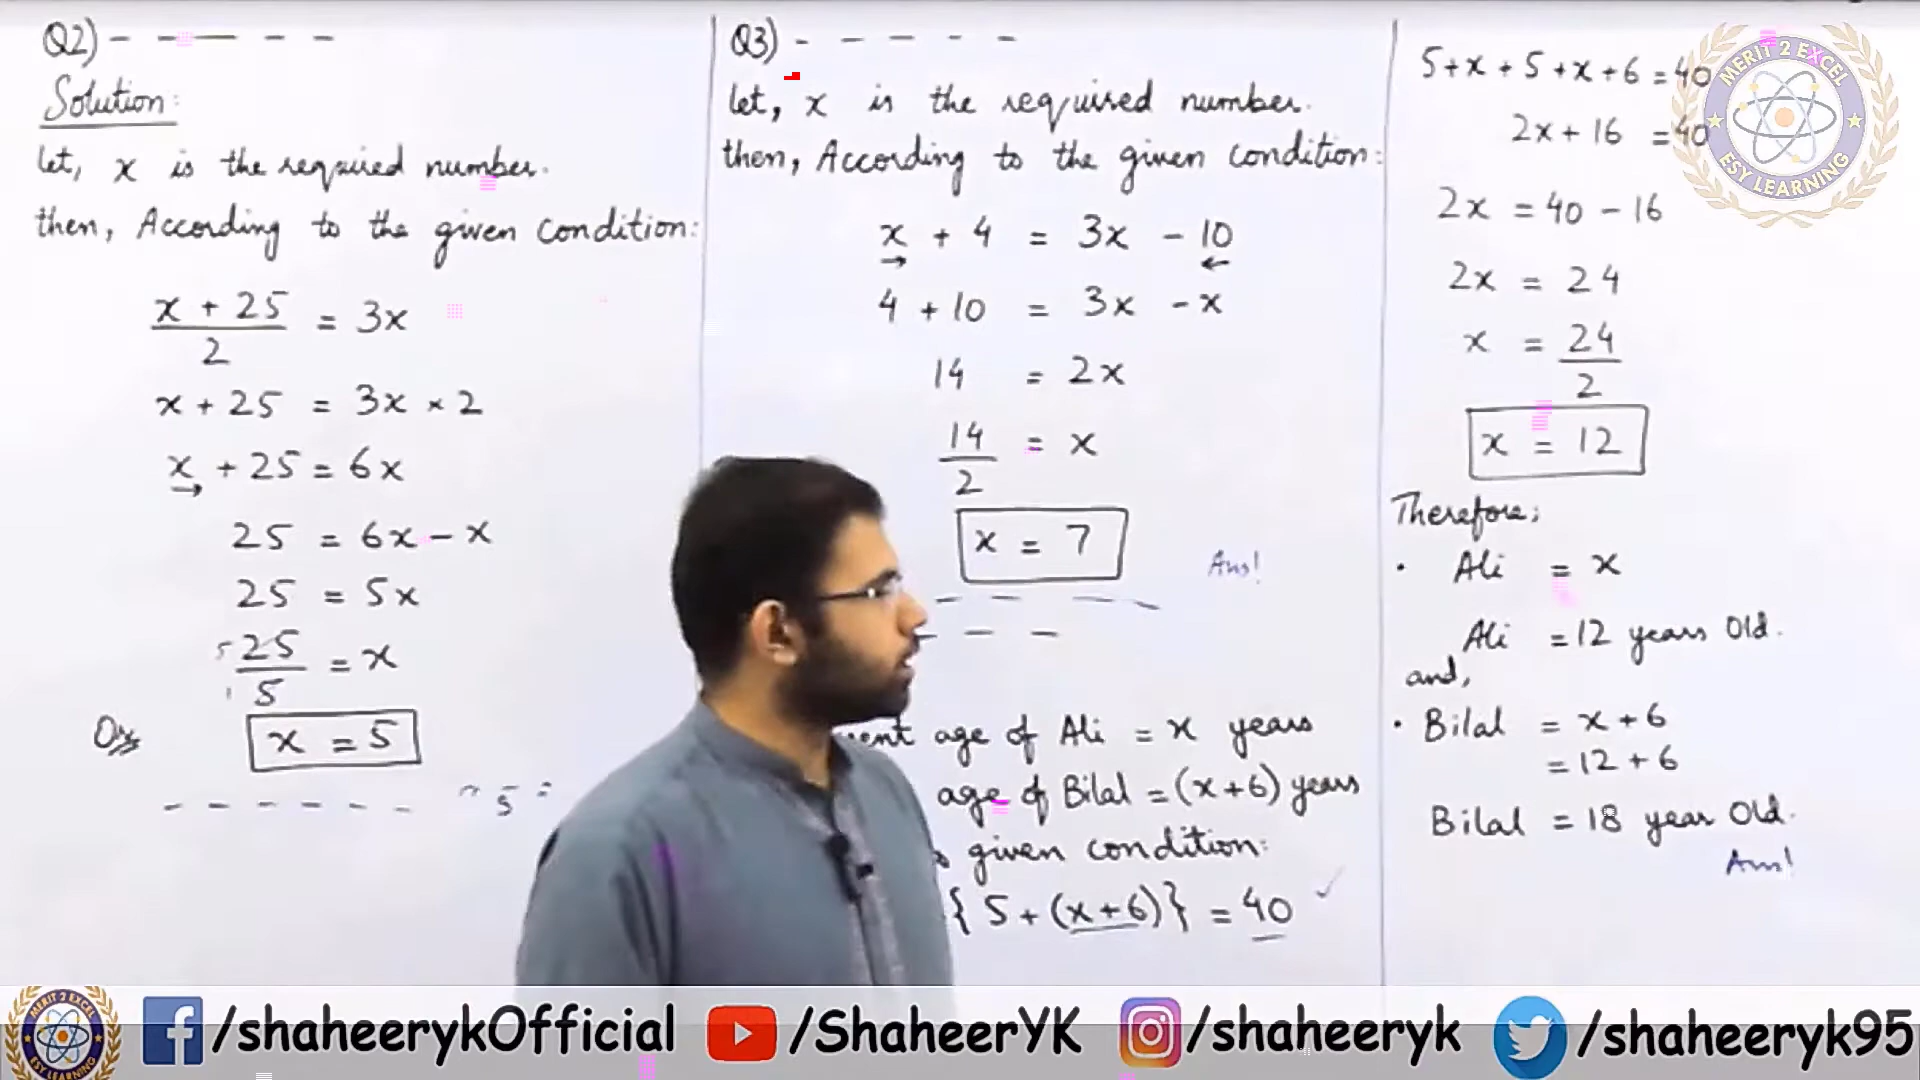 Q2) - - - - -
Solution:
let, x is the required number.
then, According to the given condition:
x + 25 / 2 = 3x
x + 25 = 3x × 2
x + 25 = 6x
25 = 6x - x
25 = 5x
25 / 5 = x
x = 5
Q3) - - - - -
let, x is the required number.
then, According to the given condition:
x + 4 = 3x - 10
4 + 10 = 3x - x
14 = 2x
14 / 2 = x
x = 7
Ans!
age of Ali = x years
age of Bilal = (x+6) years
given condition:
{ 5 + (x+6)} = 40
5+x + 5 +x+6 = 40
2x + 16 = 40
2x = 40 - 16
2x = 24
x = 24 / 2
x = 12
Therefore;
• Ali = x
Ali = 12 years Old.
and,
• Bilal = x + 6
= 12 + 6
Bilal = 18 year Old.
Ans!
MERIT 2 EXCEL
ESY LEARNING
MERIT 2 EXCEL
ESY LEARNING
/shaheerykOfficial
/ShaheerYK
/shaheeryk
/shaheeryk95